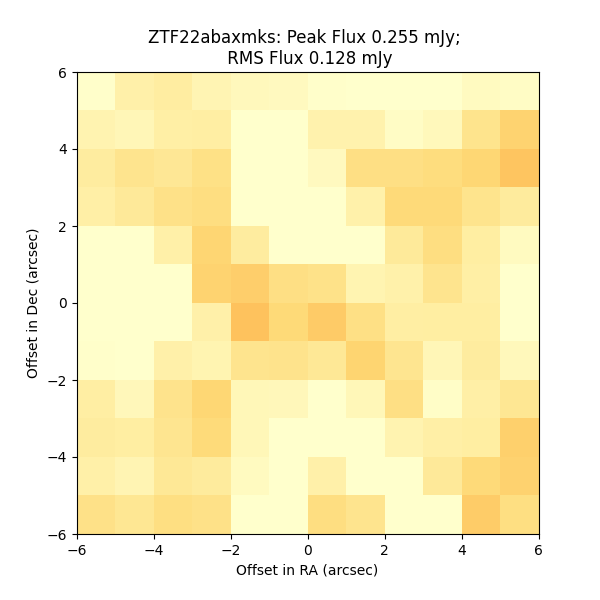 ZTF22abaxmks: Peak Flux 0.255 mJy;
RMS Flux 0.128 mJy
6
4
2
0
−2
−4
−6
Offset in Dec (arcsec)
−6 −4 −2 0 2 4 6
Offset in RA (arcsec)